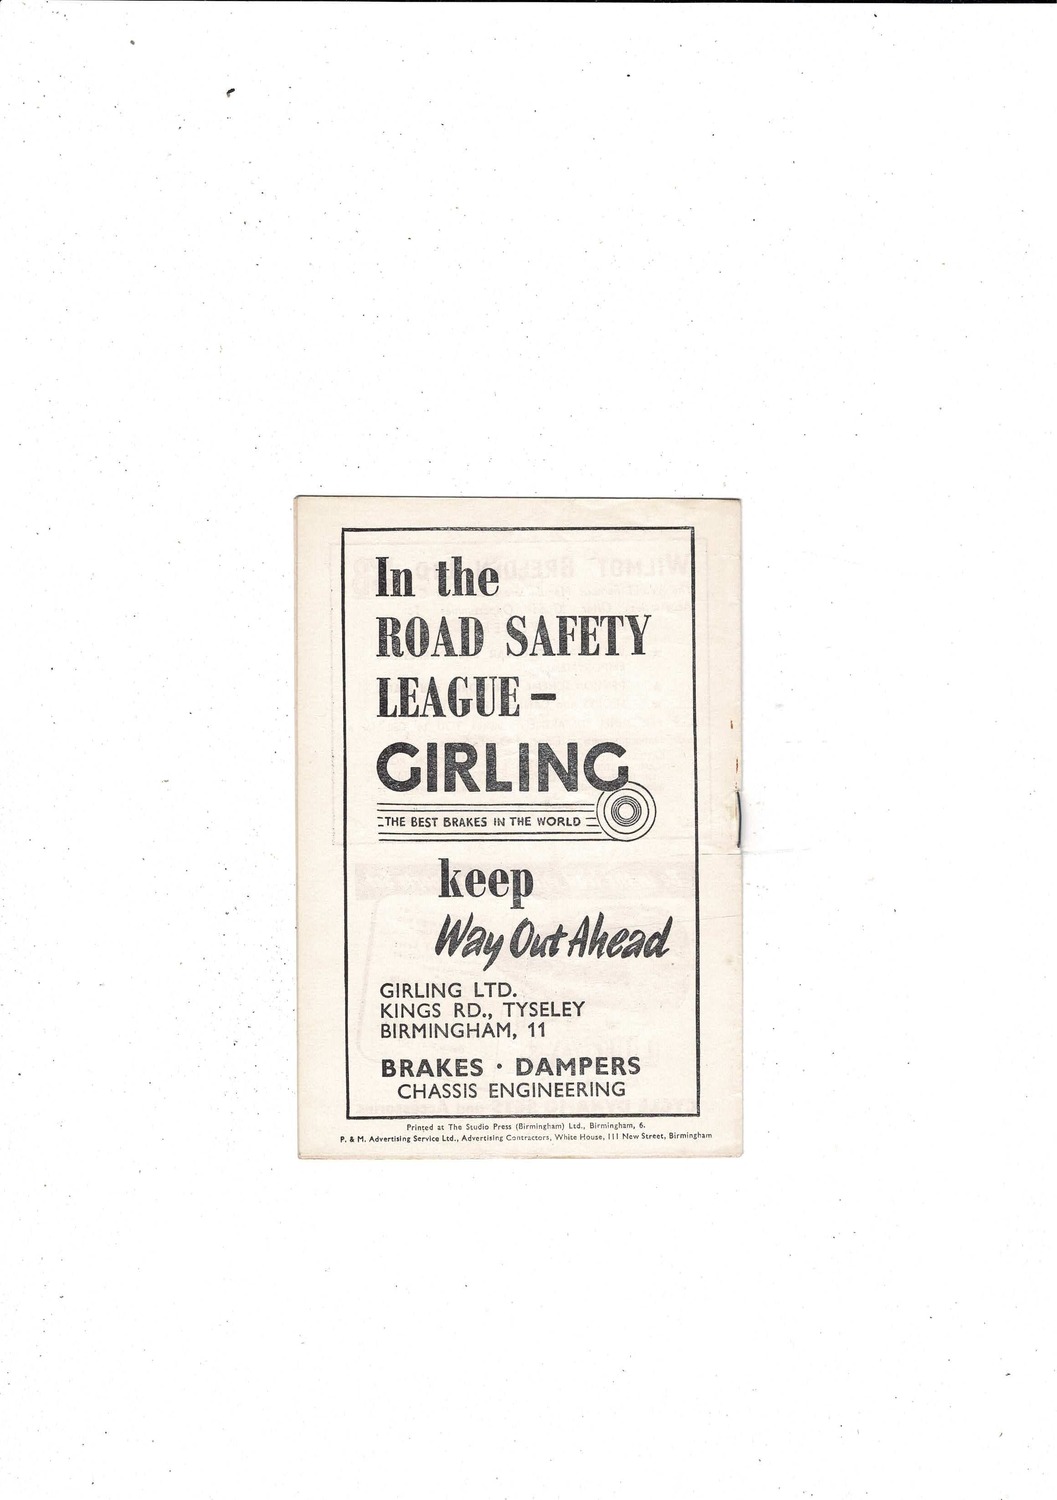 In the
ROAD SAFETY
LEAGUE –
GIRLING
THE BEST BRAKES IN THE WORLD
keep
Way Out Ahead
GIRLING LTD.
KINGS RD., TYSELEY
BIRMINGHAM, 11
BRAKES · DAMPERS
CHASSIS ENGINEERING
Printed at The Studio Press (Birmingham) Ltd., Birmingham, 6.
P. & M. Advertising Service Ltd., Advertising Contractors, White House, 111 New Street, Birmingham